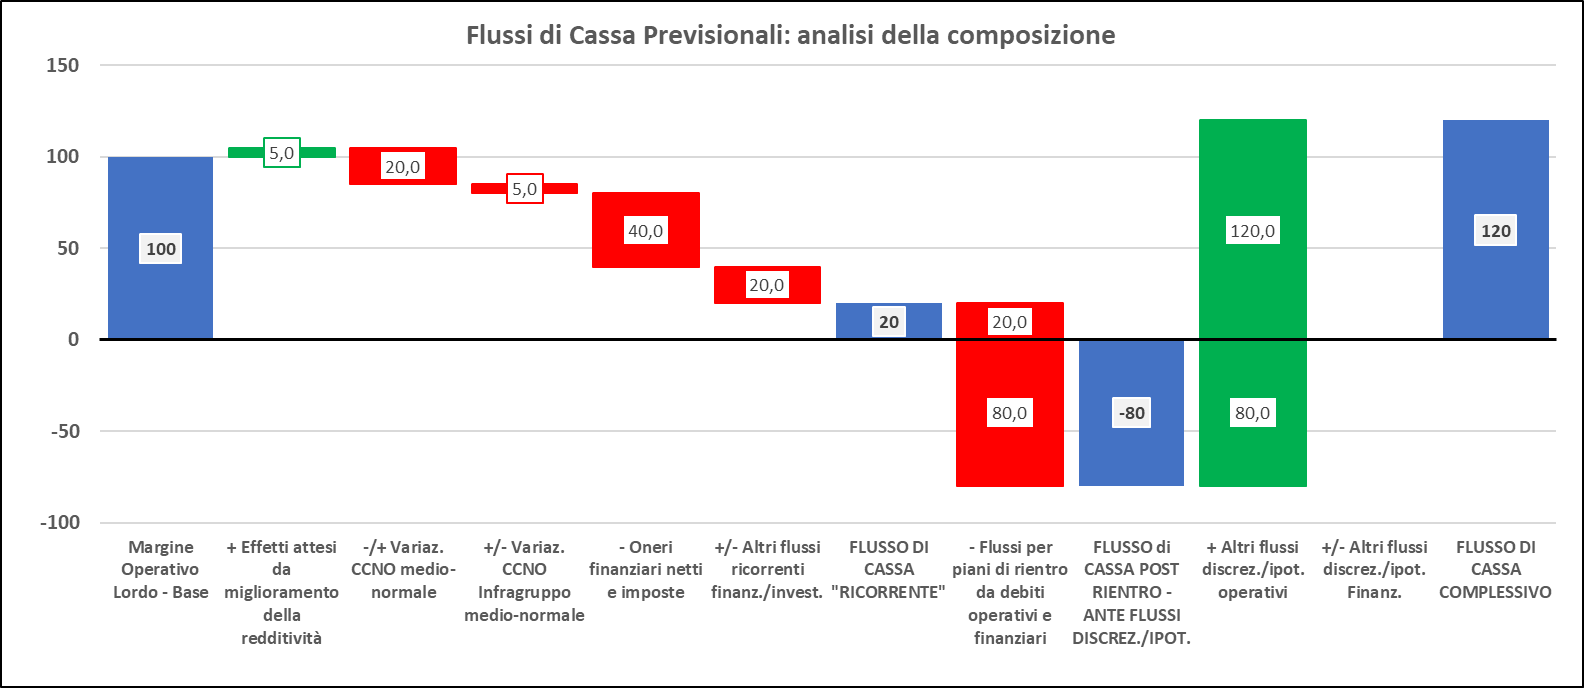 Flussi di Cassa Previsionali: analisi della composizione
150
100
50
0
-50
-100
100
5,0
20,0
5,0
40,0
20,0
20
20,0
80,0
-80
120,0
80,0
120
Margine
Operativo
Lordo - Base
+ Effetti attesi
da
miglioramento
della
redditività
-/+ Variaz.
CCNO medio-
normale
+/- Variaz.
CCNO
Infragruppo
medio-normale
- Oneri
finanziari netti
e imposte
+/- Altri flussi
ricorrenti
finanz./invest.
FLUSSO DI
CASSA
"RICORRENTE"
- Flussi per
piani di rientro
da debiti
operativi e
finanziari
FLUSSO di
CASSA POST
RIENTRO -
ANTE FLUSSI
DISCREZ./IPOT.
+ Altri flussi
discrez./ipot.
operativi
+/- Altri flussi
discrez./ipot.
Finanz.
FLUSSO DI
CASSA
COMPLESSIVO